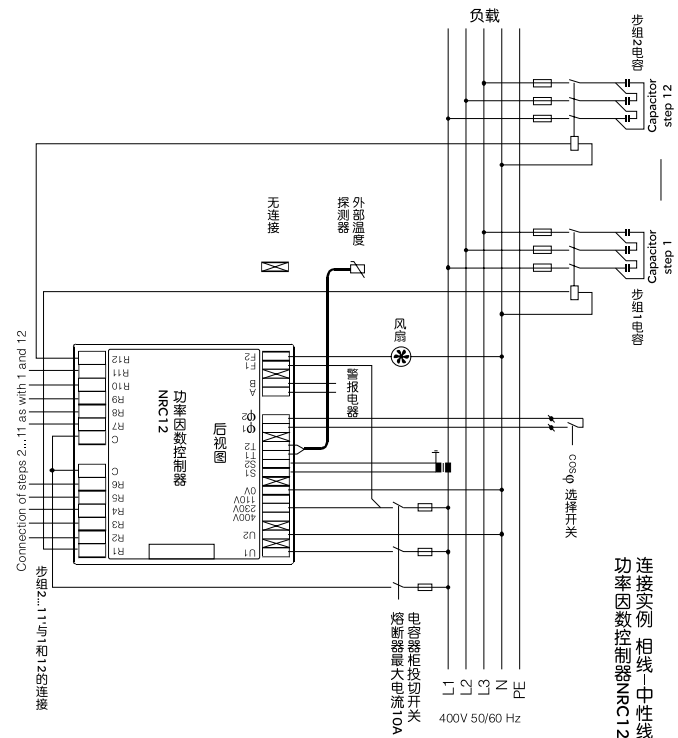 负载
步组2电容
Capacitor
step 12
无连接
外部温度
探测器
Capacitor
step 1
步组1电容
风扇
警报电器
功率因数控制器
NRC12
后视图
R12
R11
R10
R9
R8
R7
C
C
R6
R5
R4
R3
R2
R1
F2
F1
B
A
φ2
φ1
T2
T1
S2
S1
0V
110V
230V
400V
U2
U1
Connection of steps 2...11 as with 1 and 12
步组2...11'与1和12的连接
cosφ 选择开关
电容器柜投切开关
熔断器最大电流10A
L1
L2
L3
N
PE
400V 50/60 Hz
连接实例 相线—中性线
功率因数控制器NRC12